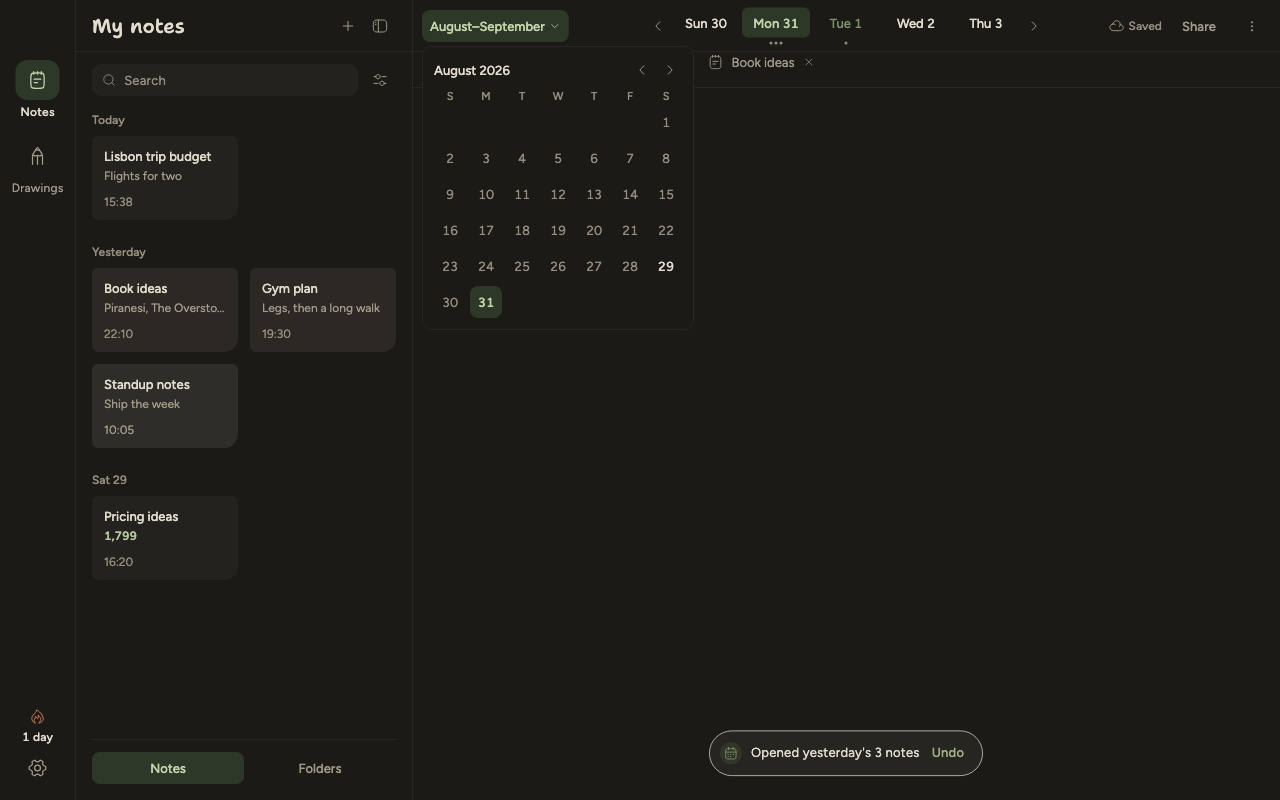 My notes
August–September
Sun 30
Mon 31
Tue 1
Wed 2
Thu 3
Saved
Share
Notes
Drawings
Search
Today
Lisbon trip budget
Flights for two
15:38
Yesterday
Book ideas
Piranesi, The Oversto...
22:10
Gym plan
Legs, then a long walk
19:30
Standup notes
Ship the week
10:05
Sat 29
Pricing ideas
1,799
16:20
Book ideas
August 2026
S M T W T F S
1
2 3 4 5 6 7 8
9 10 11 12 13 14 15
16 17 18 19 20 21 22
23 24 25 26 27 28 29
30 31
1 day
Notes
Folders
Opened yesterday's 3 notes
Undo